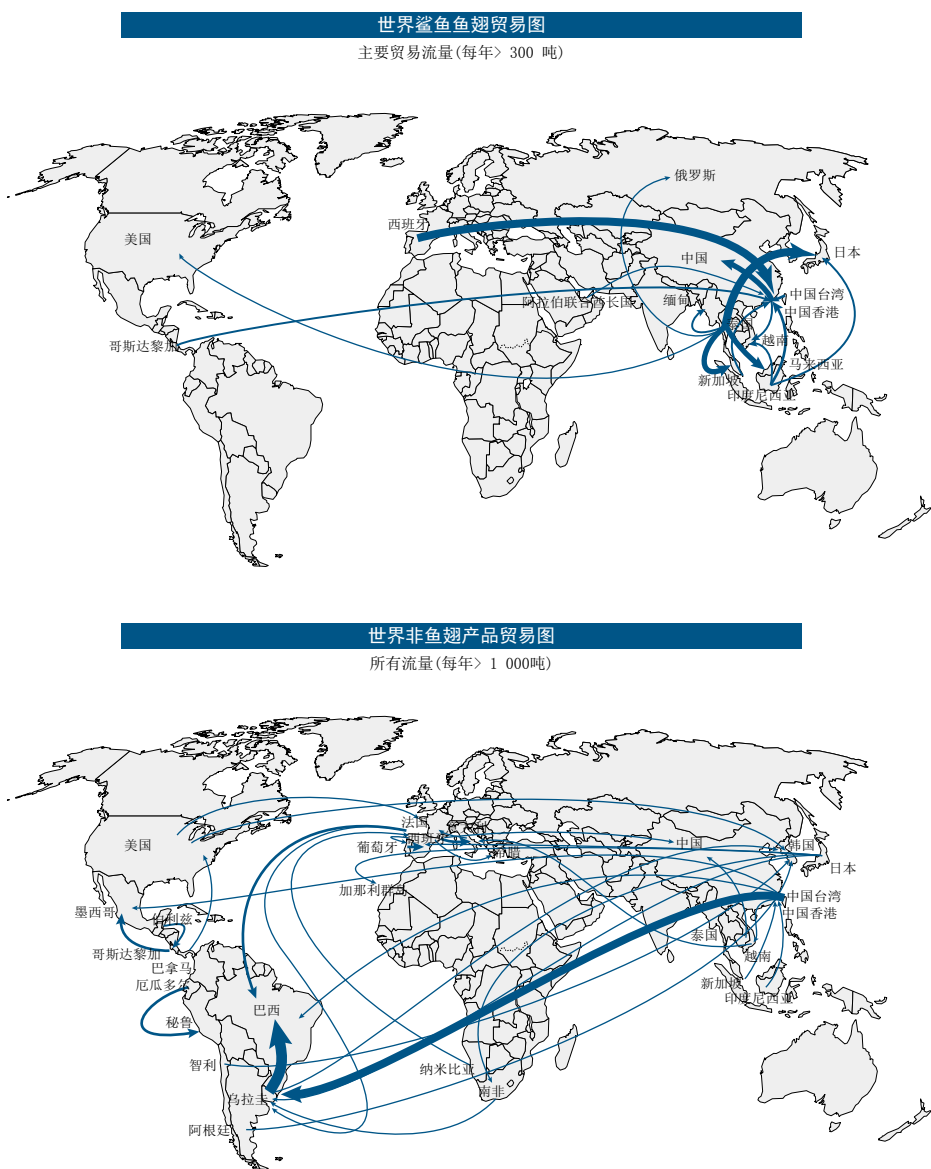 世界鲨鱼鱼翅贸易图
主要贸易流量(每年> 300 吨)
俄罗斯
西班牙
美国
日本
中国
阿拉伯联合酋长国
缅甸
中国台湾
中国香港
泰国
越南
哥斯达黎加
马来西亚
新加坡
印度尼西亚
世界非鱼翅产品贸易图
所有流量(每年> 1 000吨)
法国
西班牙
美国
葡萄牙
希腊
中国
韩国
日本
加那利群岛
中国台湾
墨西哥
伯利兹
中国香港
泰国
哥斯达黎加
越南
巴拿马
厄瓜多尔
新加坡
印度尼西亚
巴西
秘鲁
智利
纳米比亚
南非
乌拉圭
阿根廷